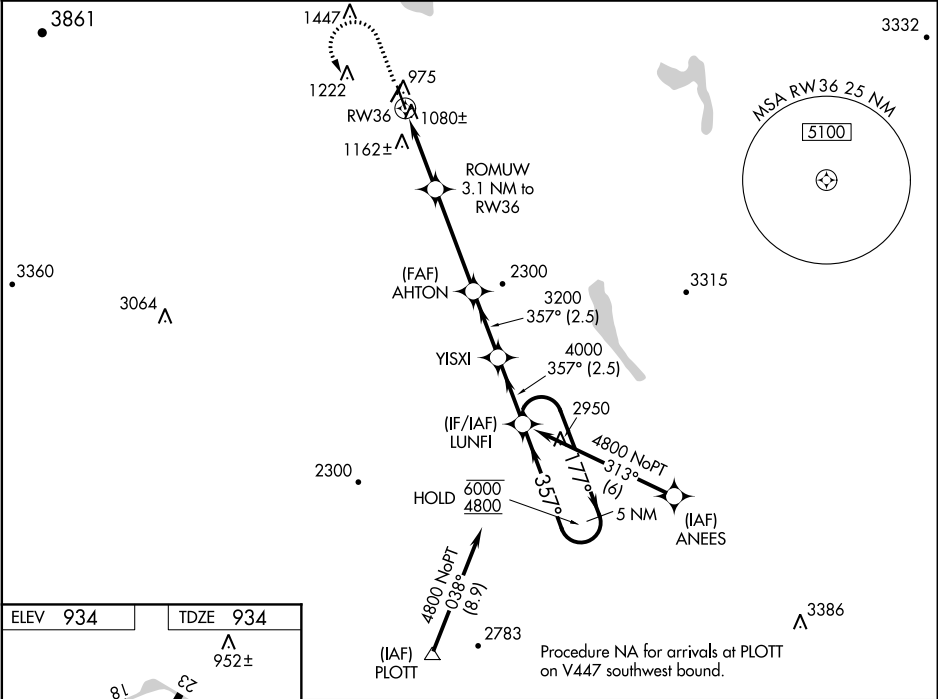 3861
1447
3332
1222
975
RW36
1080±
1162±
MSA RW36 25 NM
5100
ROMUW
3.1 NM to
RW36
3360
3064
(FAF)
AHTON
2300
3315
3200
357° (2.5)
YISXI
4000
357° (2.5)
(IF/IAF)
LUNFI
2950
4800 NoPT
313°
(6)
177°
357°
2300
HOLD
6000
4800
5 NM
(IAF)
ANEES
4800 NoPT
038°
(8.9)
ELEV 934
TDZE 934
952±
18
23
(IAF)
PLOTT
2783
3386
Procedure NA for arrivals at PLOTT
on V447 southwest bound.